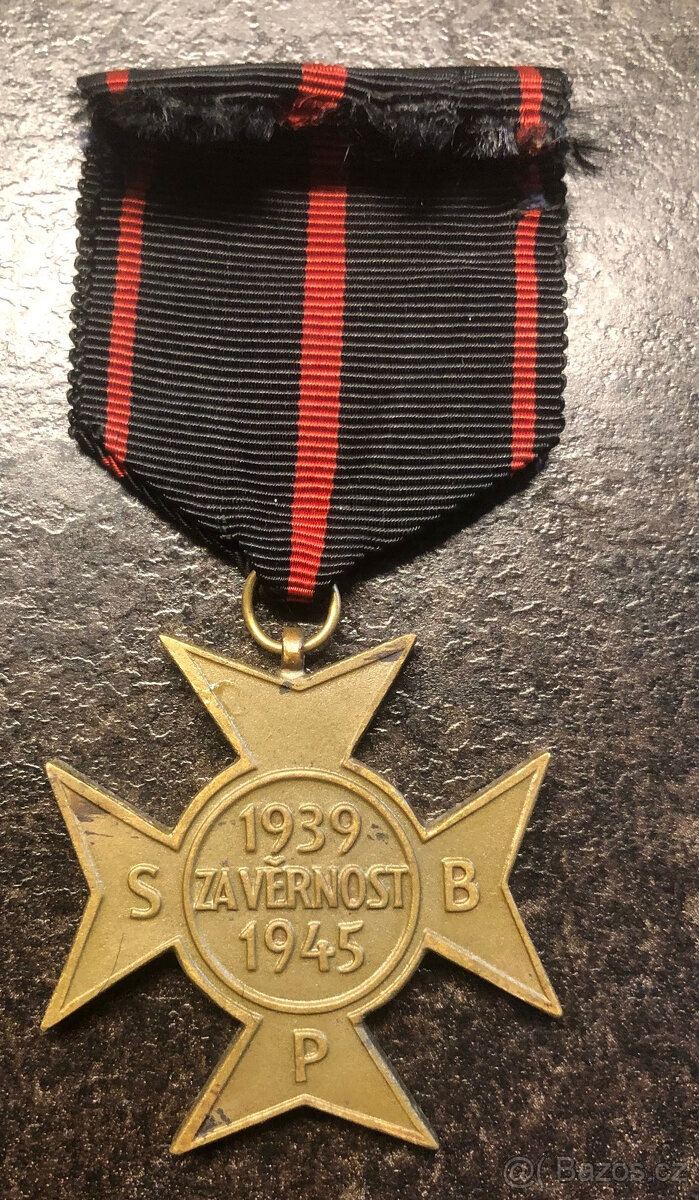 1939
ZA VĚRNOST
1945
S B
P
@( Bazos.cz